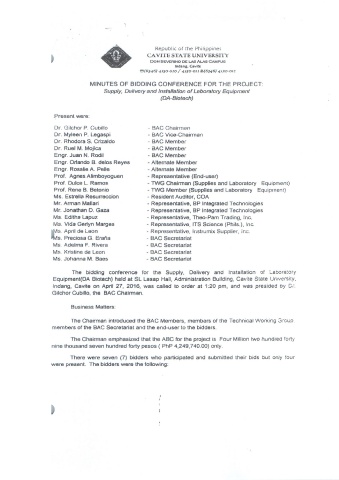 Republic of the Philippines
CAVITE STATE UNIVERSITY
DON SEVERINO DE LAS ALAS CAMPUS
Indang, Cavite
MINUTES OF BIDDING CONFERENCE FOR THE PROJECT:
Supply, Delivery and Installation of Laboratory Equipment
(DA-Biotech)
Present were:
Dr. Gilchor P. Cubillo - BAC Chairman
Dr. Myleen P. Legaspi - BAC Vice-Chairman
Dr. Rhodora S. Crizaldo - BAC Member
Dr. Ruel M. Mojica - BAC Member
Engr. Juan N. Rodil - BAC Member
Engr. Orlando B. delos Reyes - Alternate Member
Engr. Rosalie A. Pelle - Alternate Member
Prof. Agnes Alimboyoguen - Representative (End-user)
Prof. Dulce L. Ramos - TWG Chairman (Supplies and Laboratory Equipment)
Prof. Rene B. Betonio - TWG Member (Supplies and Laboratory Equipment)
Ms. Estrella Resurreccion - Resident Auditor, COA
Mr. Arman Mallari - Representative, BP Integrated Technologies
Mr. Jonathan D. Gaza - Representative, BP Integrated Technologies
Ms. Editha Lapuz - Representative, Theo-Pam Trading, Inc.
Ms. Vida Gerlyn Marges - Representative, ITS Science (Phils.), Inc.
Ms. April de Leon - Representative, Instrumix Supplier, Inc.
Ms. Preciosa G. Eraña - BAC Secretariat
Ms. Adelma F. Rivera - BAC Secretariat
Ms. Kristine de Leon - BAC Secretariat
Ms. Johanna M. Baes - BAC Secretariat
The bidding conference for the Supply, Delivery and Installation of Laboratory
Equipment(DA Biotech) held at SL Lasap Hall, Administration Building, Cavite State University,
Indang, Cavite on April 27, 2016, was called to order at 1:20 pm, and was presided by Dr.
Gilchor Cubillo, the BAC Chairman.
Business Matters:
The Chairman introduced the BAC Members, members of the Technical Working Group,
members of the BAC Secretariat and the end-user to the bidders.
The Chairman emphasized that the ABC for the project is Four Million two hundred forty
nine thousand seven hundred forty pesos ( PhP 4,249,740.00) only.
There were seven (7) bidders who participated and submitted their bids but only four
were present. The bidders were the following: